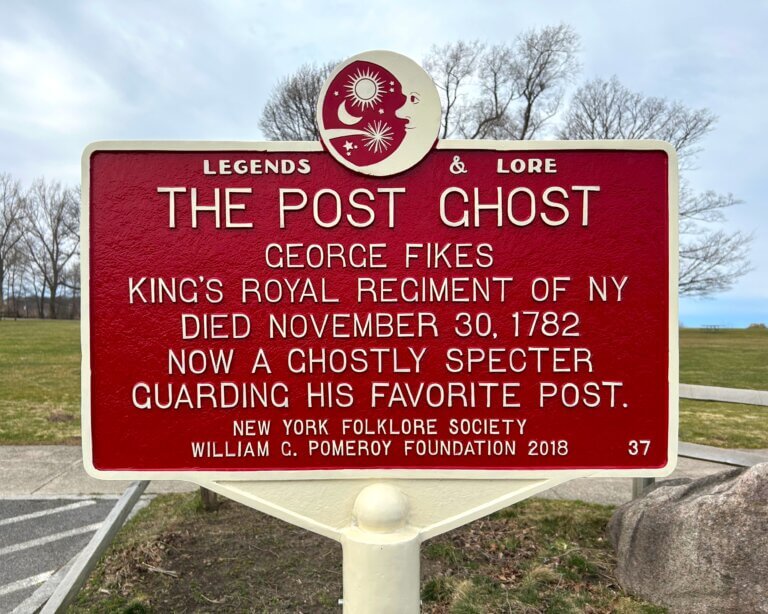 LEGENDS & LORE
THE POST GHOST
GEORGE FIKES
KING'S ROYAL REGIMENT OF NY
DIED NOVEMBER 30, 1782
NOW A GHOSTLY SPECTER
GUARDING HIS FAVORITE POST.
NEW YORK FOLKLORE SOCIETY
WILLIAM G. POMEROY FOUNDATION 2018 37